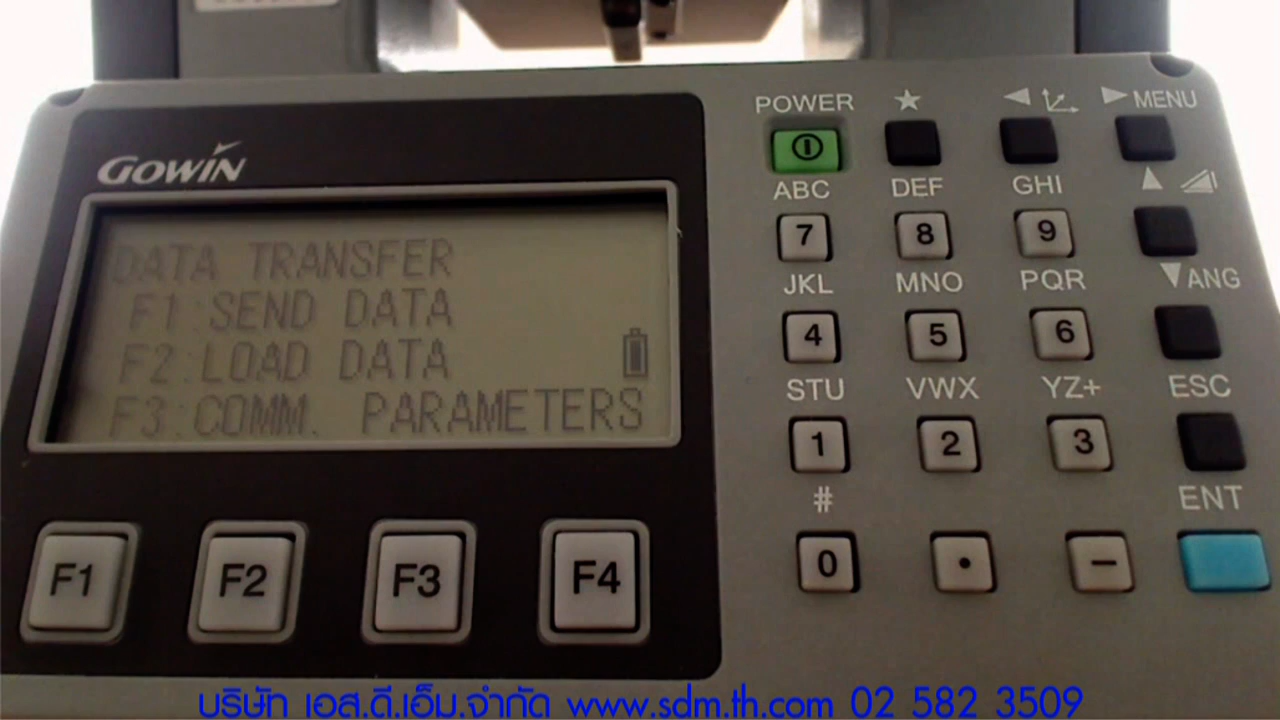 GOWIN
DATA TRANSFER
F1:SEND DATA
F2:LOAD DATA
F3:COMM. PARAMETERS
F1 F2 F3 F4
POWER ★ ◀ ▶ MENU
ABC DEF GHI ▲
7 8 9
JKL MNO PQR ▼ ANG
4 5 6
STU VWX YZ+ ESC
1 2 3
# ENT
0 • −
บริษัท เอส.ดี.เอ็ม.จำกัด www.sdm.th.com 02 582 3509